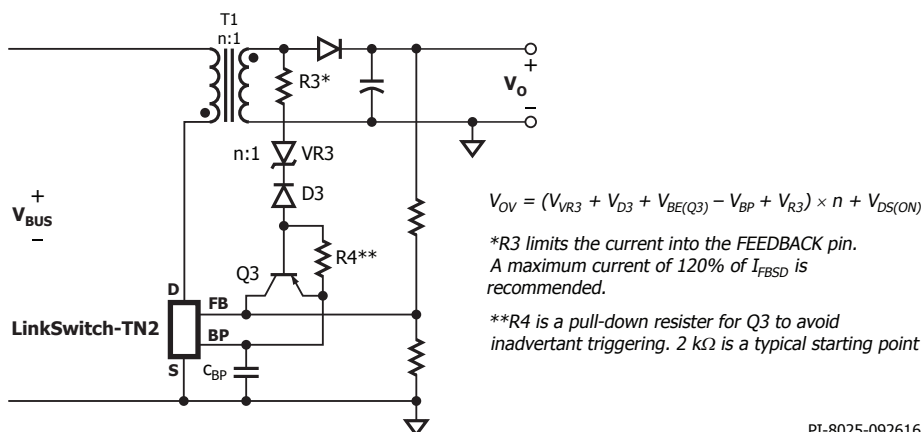 T1
n:1
R3*
+
V_O
–
n:1
VR3
D3
+
V_BUS
–
R4**
Q3
D
FB
LinkSwitch-TN2
BP
S
C_BP
V_OV = (V_VR3 + V_D3 + V_BE(Q3) − V_BP + V_R3) × n + V_DS(ON)
*R3 limits the current into the FEEDBACK pin.
A maximum current of 120% of I_FBSD is
recommended.
**R4 is a pull-down resister for Q3 to avoid
inadvertant triggering. 2 kΩ is a typical starting point
PI-8025-092616